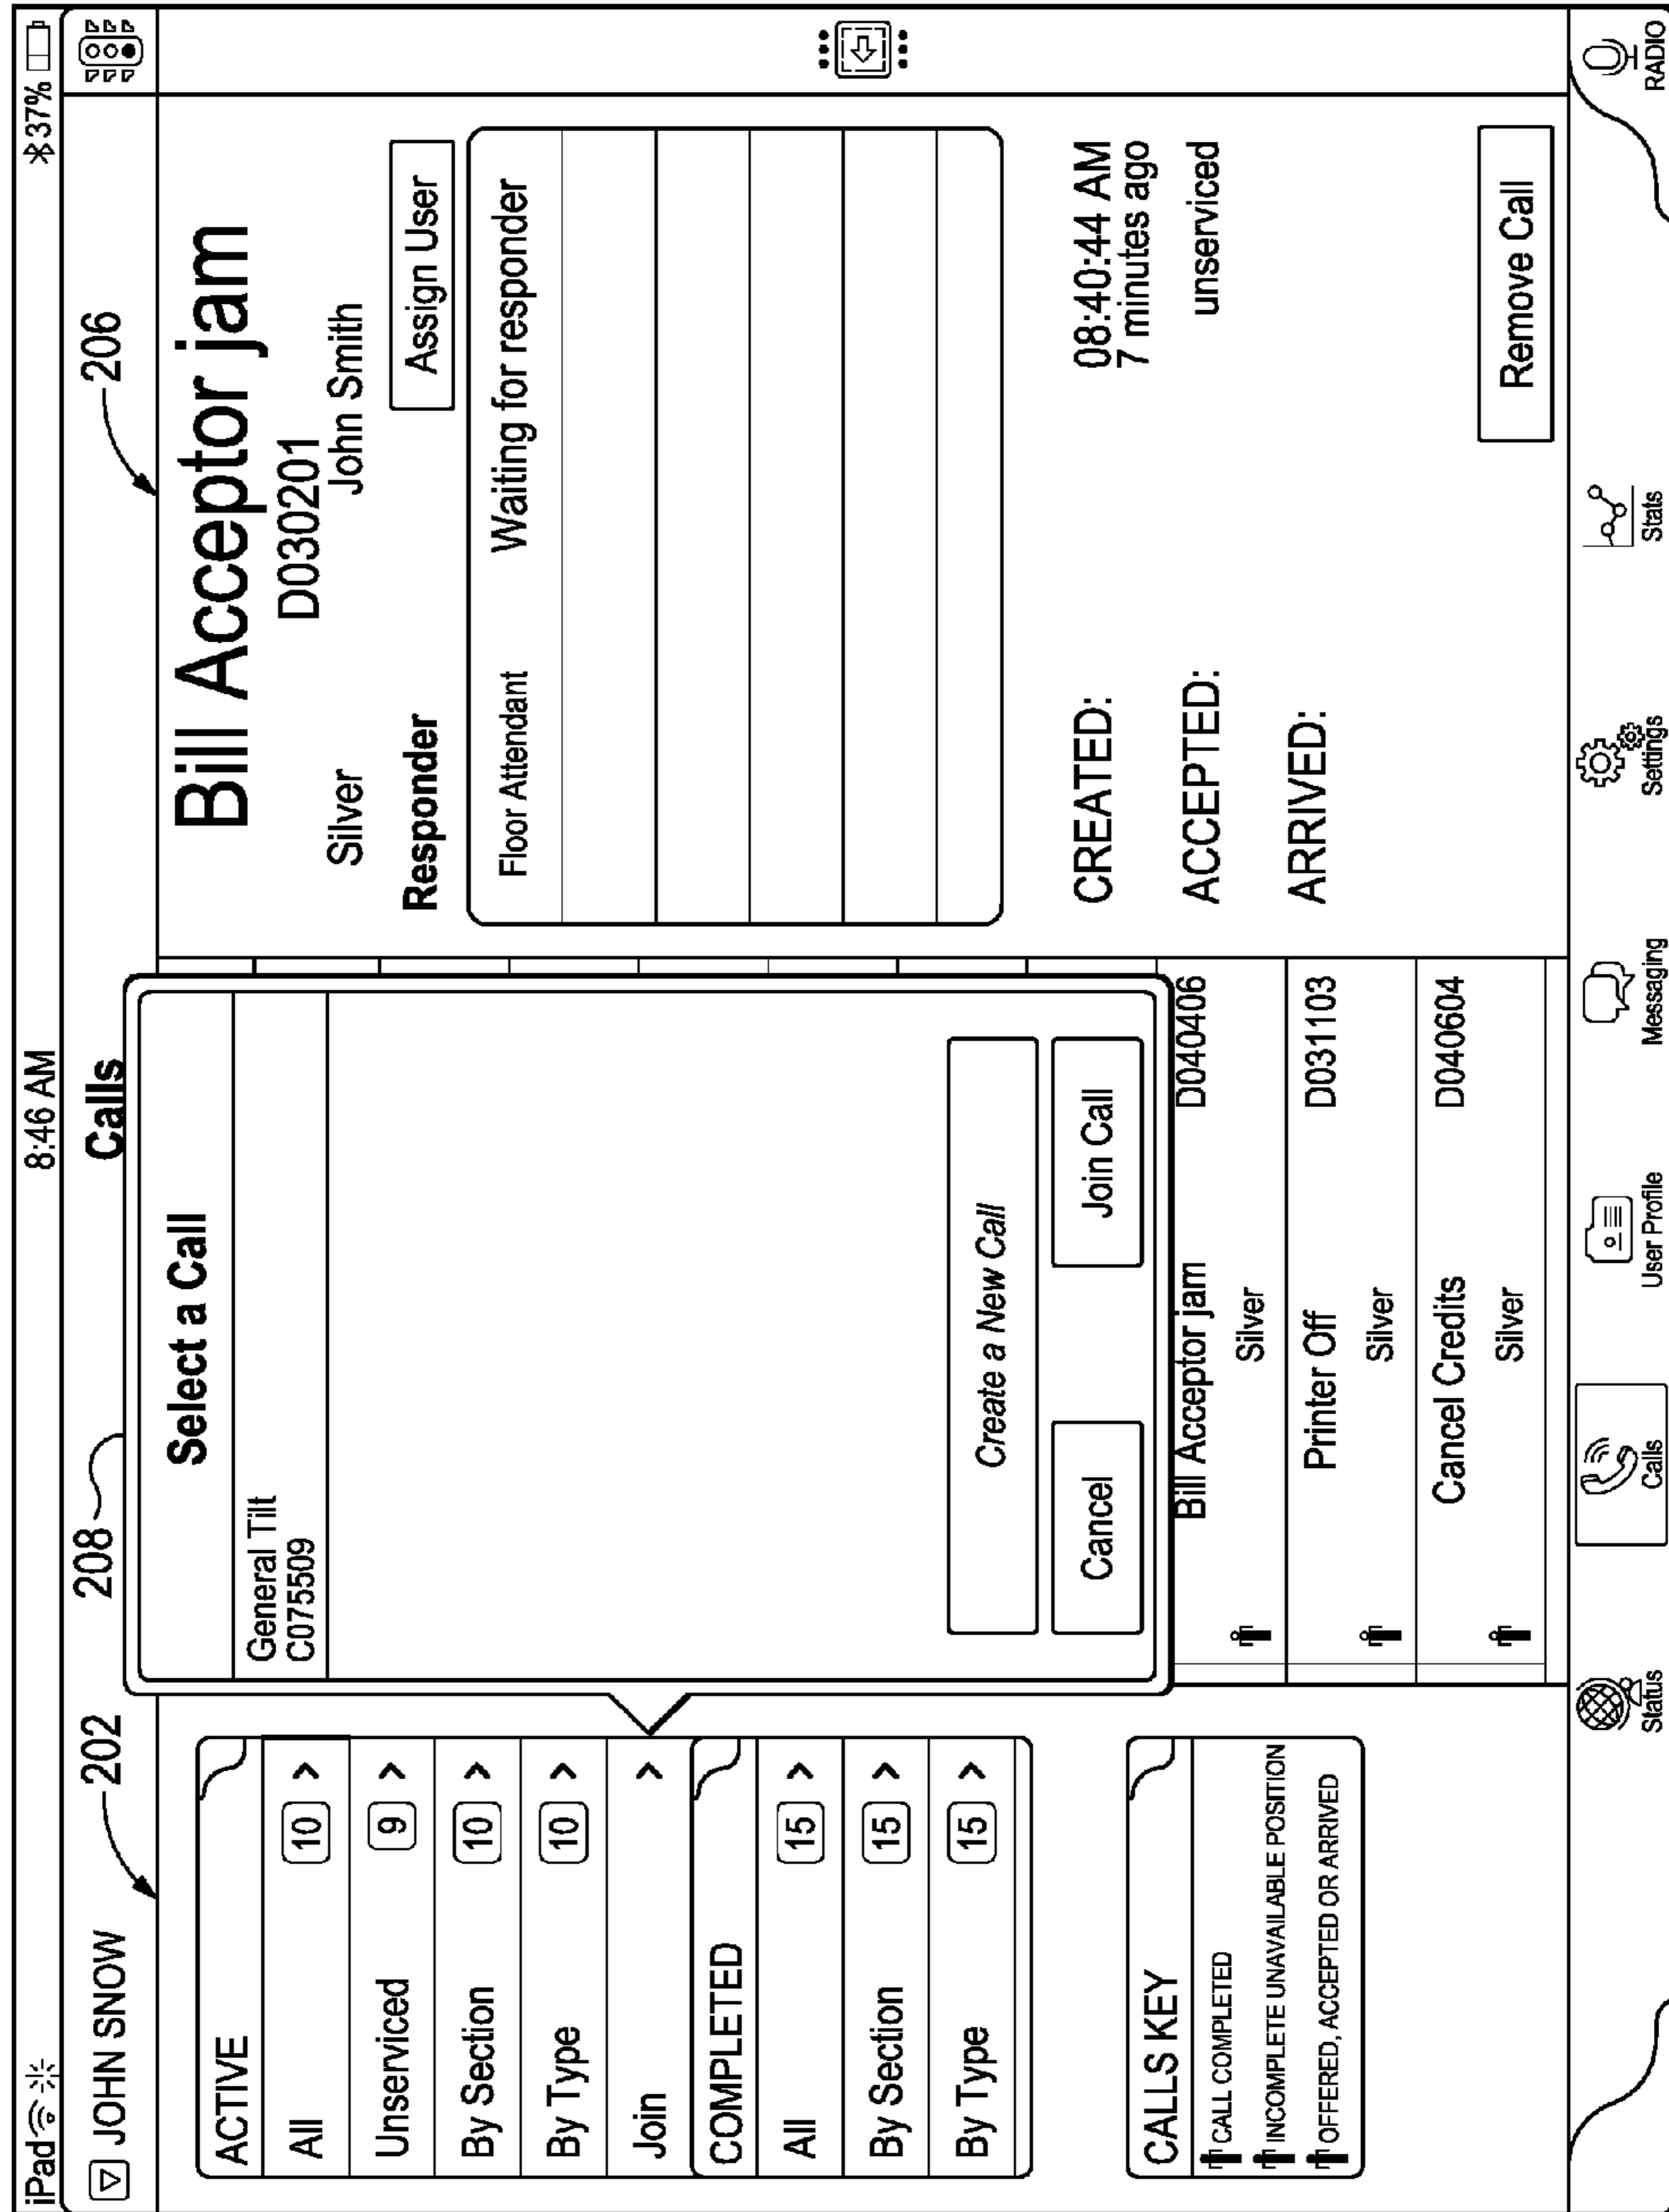 iPad 8:46 AM 37%
JOHN SNOW
Calls
202
208
206
ACTIVE
All 10 >
Unserviced 9 >
By Section 10 >
By Type 10 >
Join >
COMPLETED
All 15 >
By Section 15 >
By Type 15 >
CALLS KEY
CALL COMPLETED
INCOMPLETE UNAVAILABLE POSITION
OFFERED, ACCEPTED OR ARRIVED
Select a Call
General Tilt
C075509
Create a New Call
Cancel Join Call
Bill Acceptor jam D040406
Silver
Printer Off D031103
Silver
Cancel Credits D040604
Silver
Bill Acceptor jam
D030201
Silver John Smith
Responder Assign User
Floor Attendant Waiting for responder
CREATED: 08:40:44 AM
7 minutes ago
ACCEPTED: unserviced
ARRIVED:
Remove Call
Status Calls User Profile Messaging Settings Stats RADIO